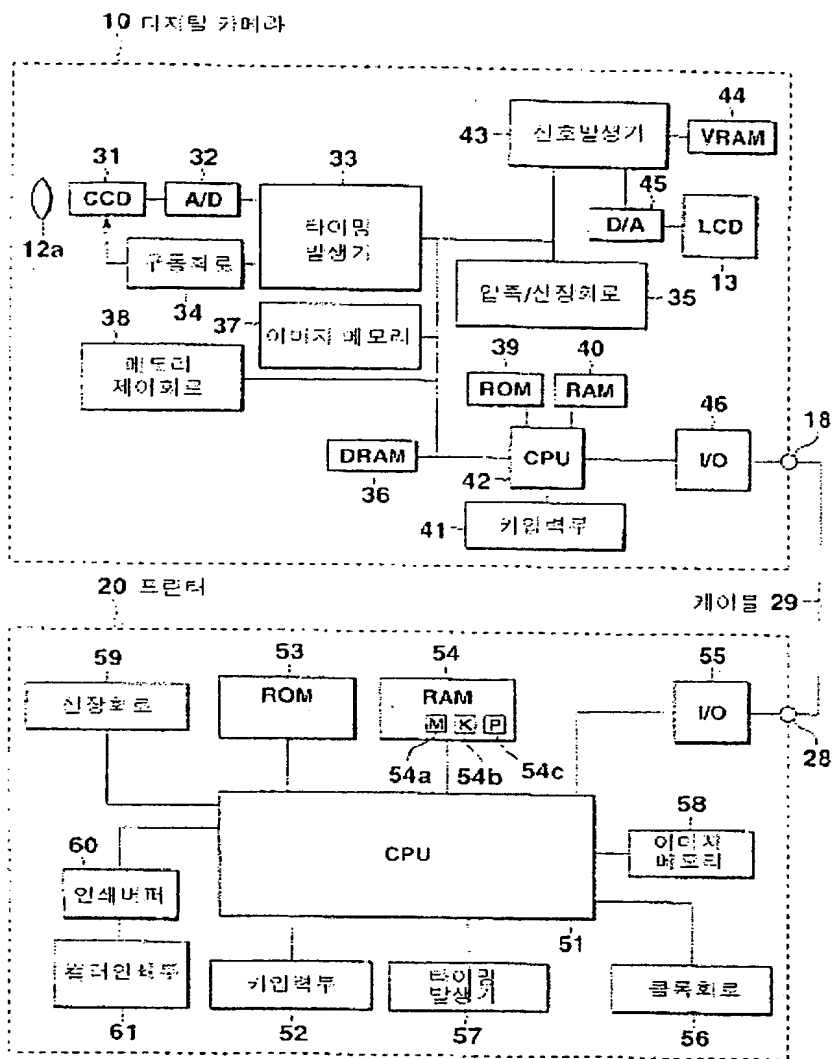 10 디지탈 카메라
44
43 신호발생기 VRAM
31 32 33
45
CCD A/D
타이밍
발생기
D/A LCD
12a
구동회로
34
압축/신장회로
35 13
38
37 이미지 메모리
메모리
제어회로
39 40
ROM RAM
46
18
DRAM
36
CPU
42
I/O
41 키입력부
20 프린터
케이블 29
59 53 54 55
신장회로
ROM
RAM
M K P
54a 54b 54c
I/O
28
CPU
58
이미지
메모리
60
인쇄버퍼
51
컬러인쇄부
키입력부
타이밍
발생기
클록회로
61 52 57 56